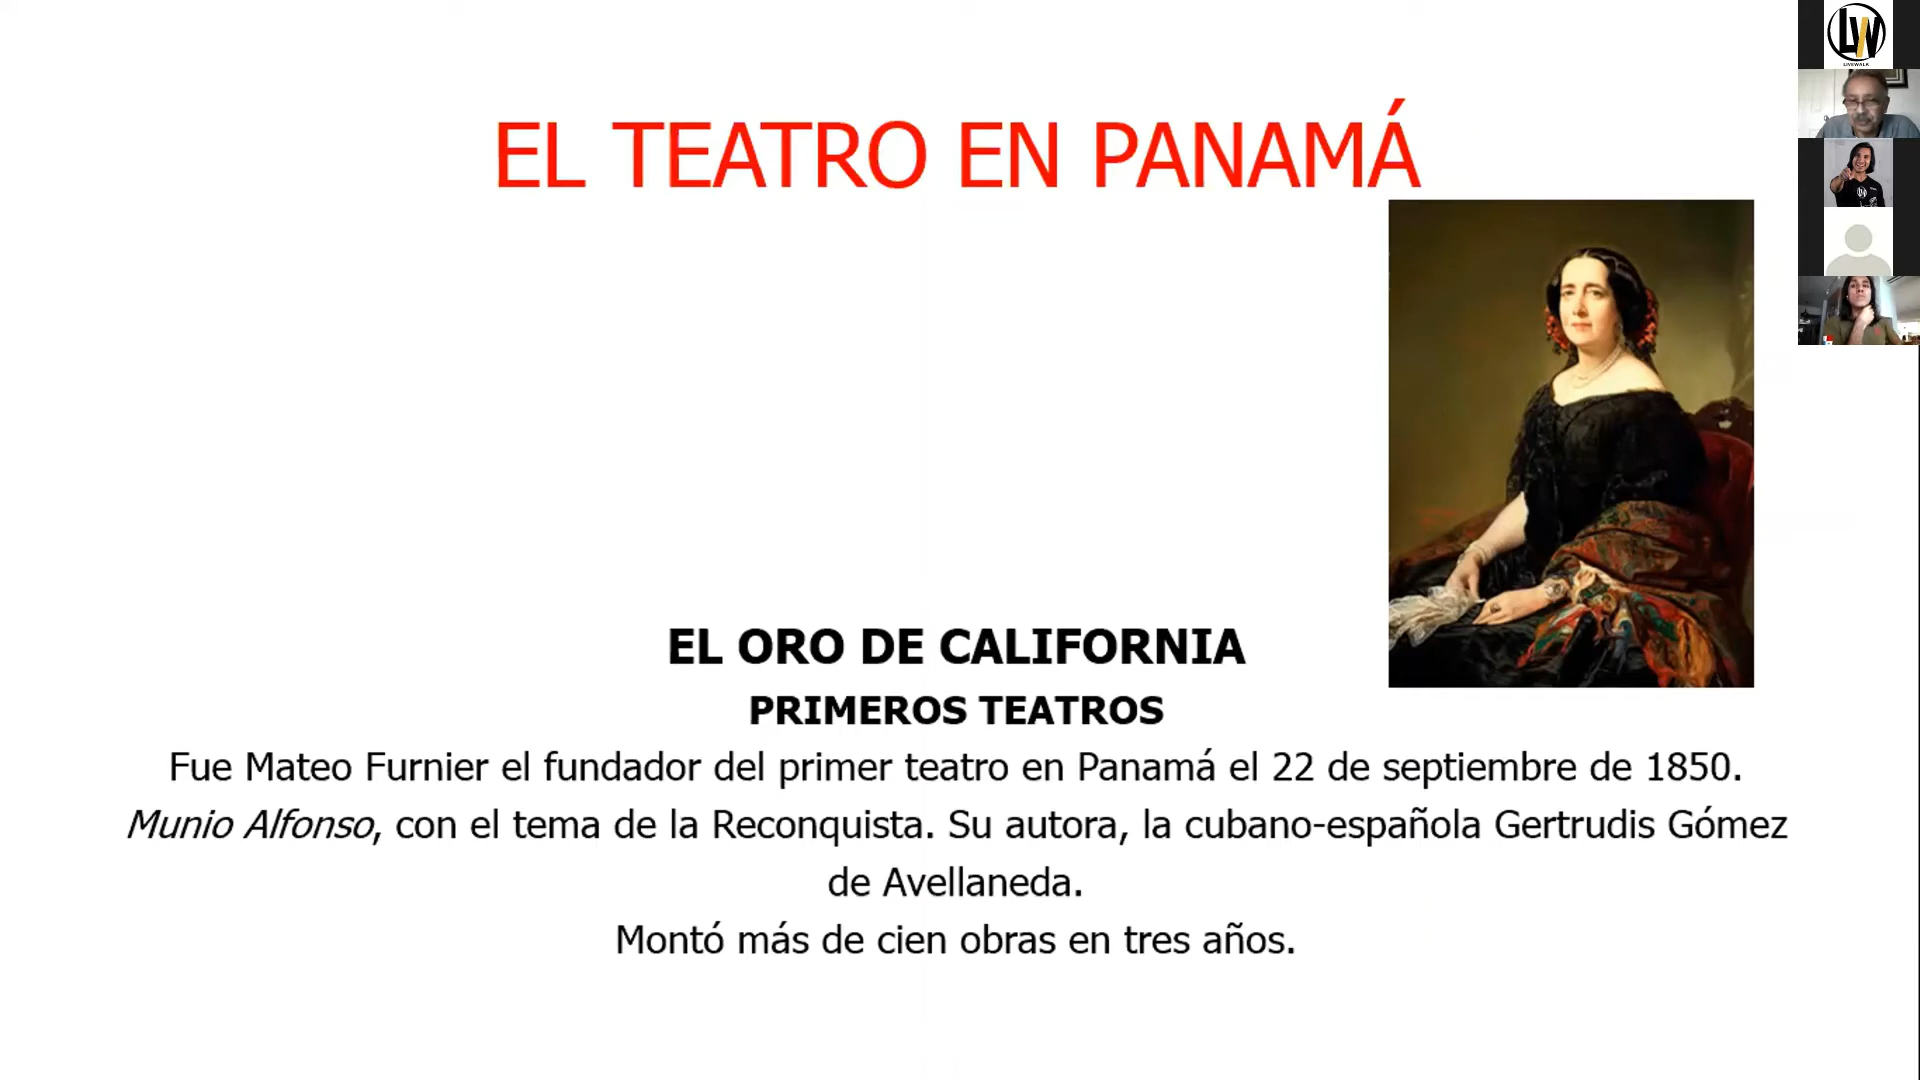 EL TEATRO EN PANAMÁ
EL ORO DE CALIFORNIA
PRIMEROS TEATROS
Fue Mateo Furnier el fundador del primer teatro en Panamá el 22 de septiembre de 1850.
Munio Alfonso, con el tema de la Reconquista. Su autora, la cubano-española Gertrudis Gómez
de Avellaneda.
Montó más de cien obras en tres años.
LW
LIVEWALK